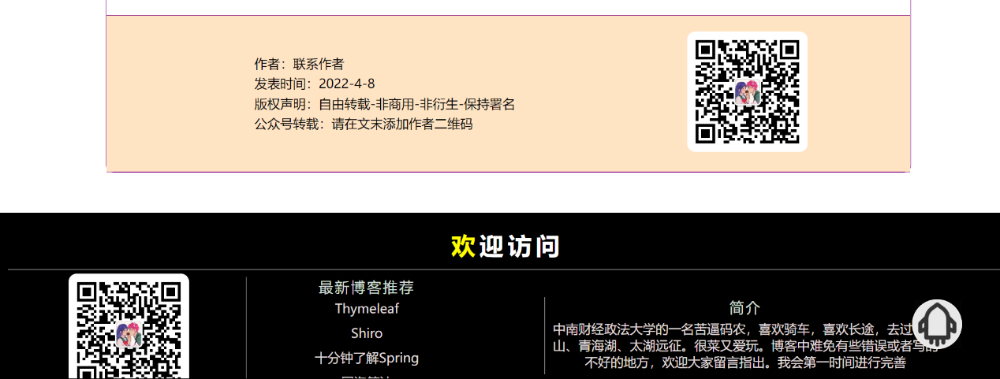 作者：联系作者
发表时间：2022-4-8
版权声明：自由转载-非商用-非衍生-保持署名
公众号转载：请在文末添加作者二维码
欢迎访问
最新博客推荐
Thymeleaf
Shiro
十分钟了解Spring
简介
中南财经政法大学的一名苦逼码农，喜欢骑车，喜欢长途，去过
山、青海湖、太湖远征。很菜又爱玩。博客中难免有些错误或者写的
不好的地方，欢迎大家留言指出。我会第一时间进行完善